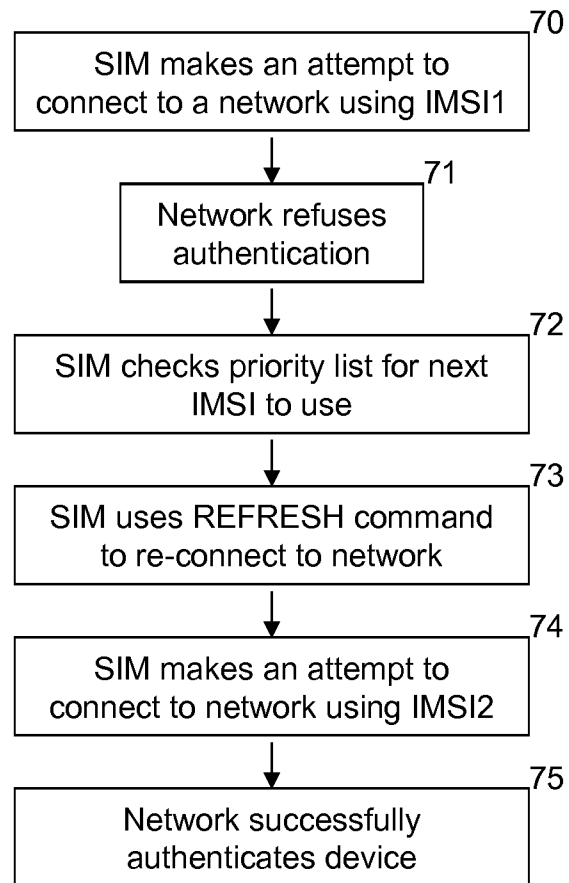 70
SIM makes an attempt to
connect to a network using IMSI1
71
Network refuses
authentication
72
SIM checks priority list for next
IMSI to use
73
SIM uses REFRESH command
to re-connect to network
74
SIM makes an attempt to
connect to network using IMSI2
75
Network successfully
authenticates device